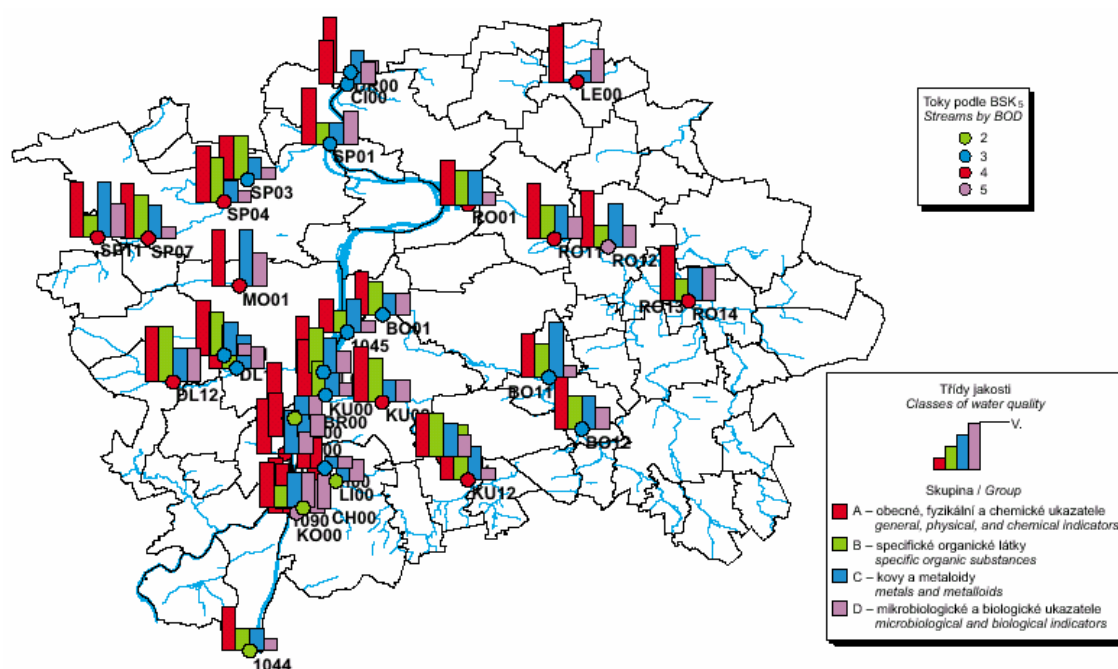 CI00
LE00
SP01
SP03
SP04
RO01
SP11
SP07
RO11
RO12
MO01
RO13
RO14
BO01
1045
DL
DL12
BO11
KU00
BR00
BO12
KU12
LI00
CH00
KO00
1044
Toky podle BSK₅
Streams by BOD
2
3
4
5
Třídy jakosti
Classes of water quality
V.
Skupina / Group
A – obecné, fyzikální a chemické ukazatele
general, physical, and chemical indicators
B – specifické organické látky
specific organic substances
C – kovy a metaloidy
metals and metalloids
D – mikrobiologické a biologické ukazatele
microbiological and biological indicators